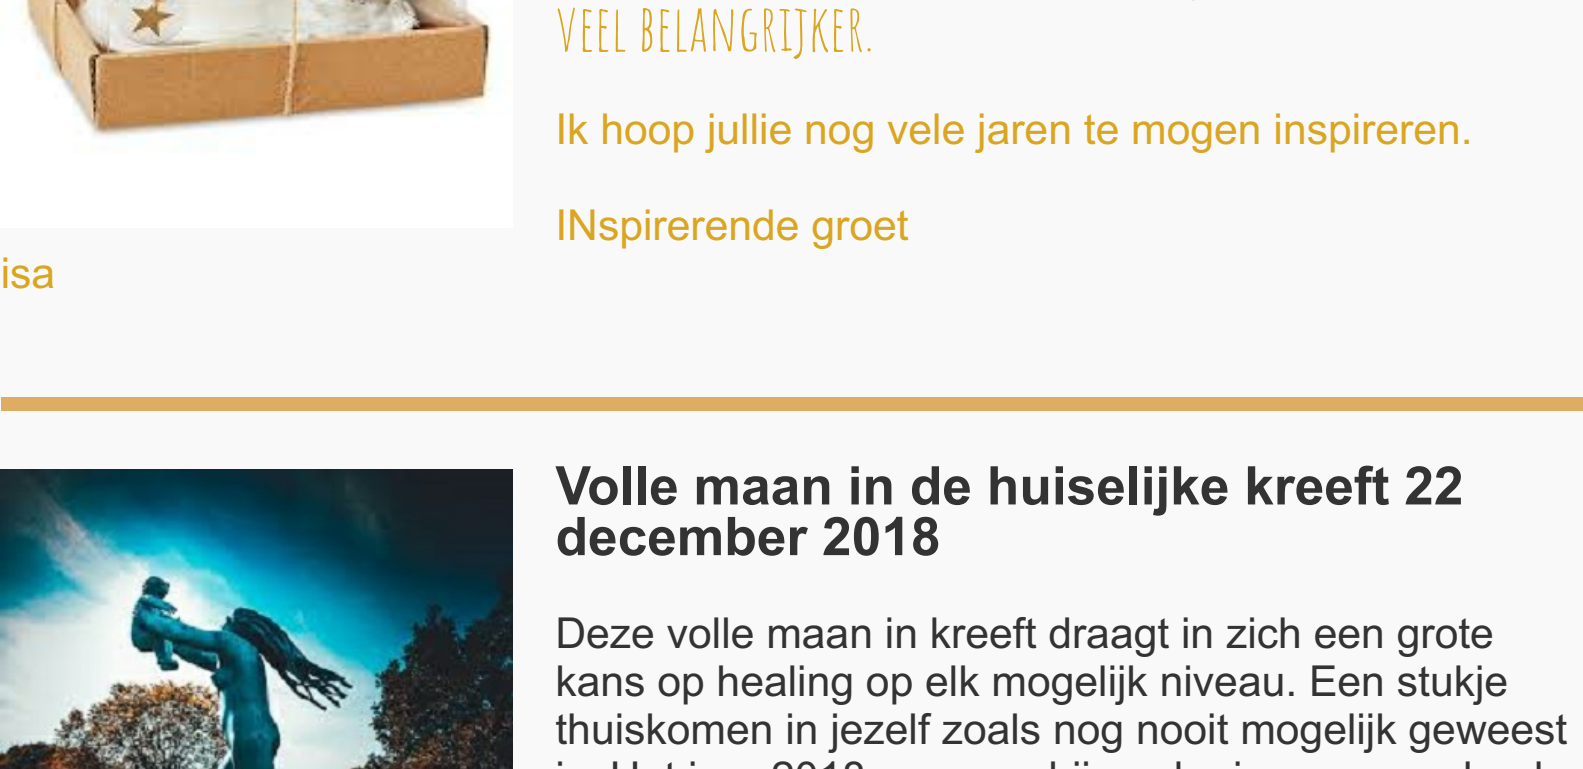 VEEL BELANGRIJKER.
Ik hoop jullie nog vele jaren te mogen inspireren.
INspirerende groet
isa
Volle maan in de huiselijke kreeft 22
december 2018
Deze volle maan in kreeft draagt in zich een grote
kans op healing op elk mogelijk niveau. Een stukje
thuiskomen in jezelf zoals nog nooit mogelijk geweest